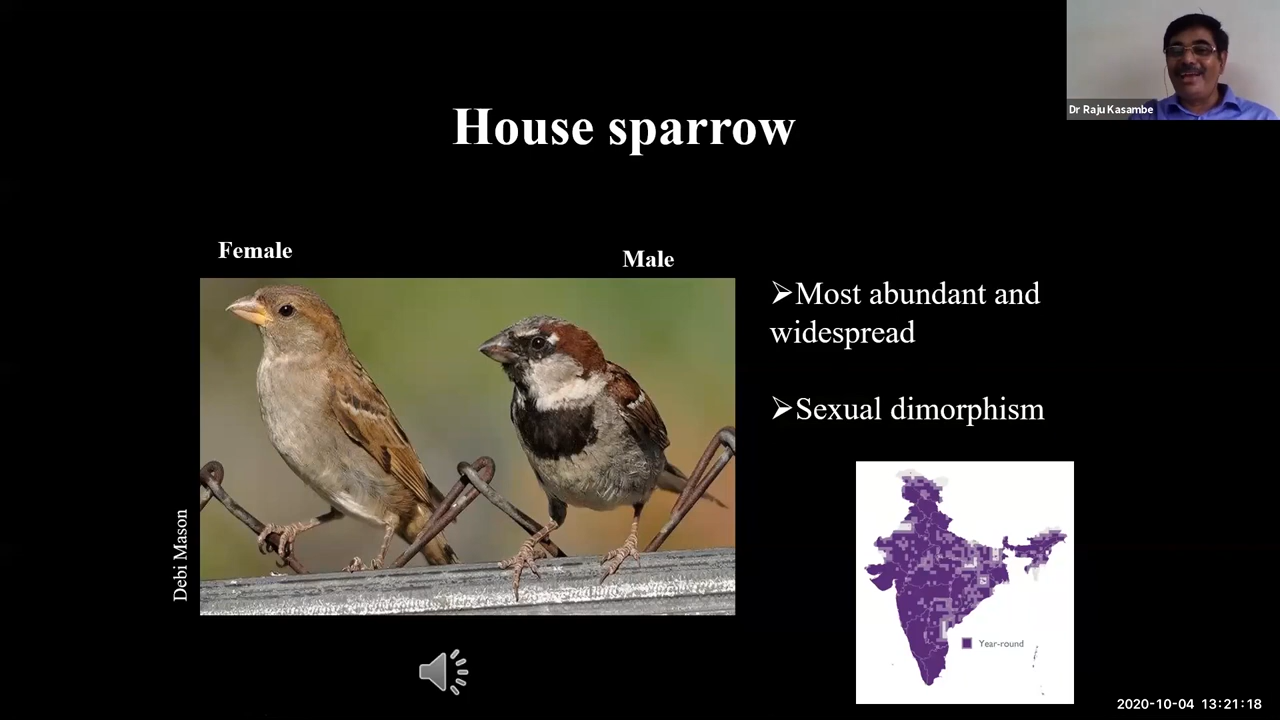 Dr Raju Kasambe
House sparrow
Female
Male
➢Most abundant and
widespread
➢Sexual dimorphism
Debi Mason
Year-round
2020-10-04 13:21:18